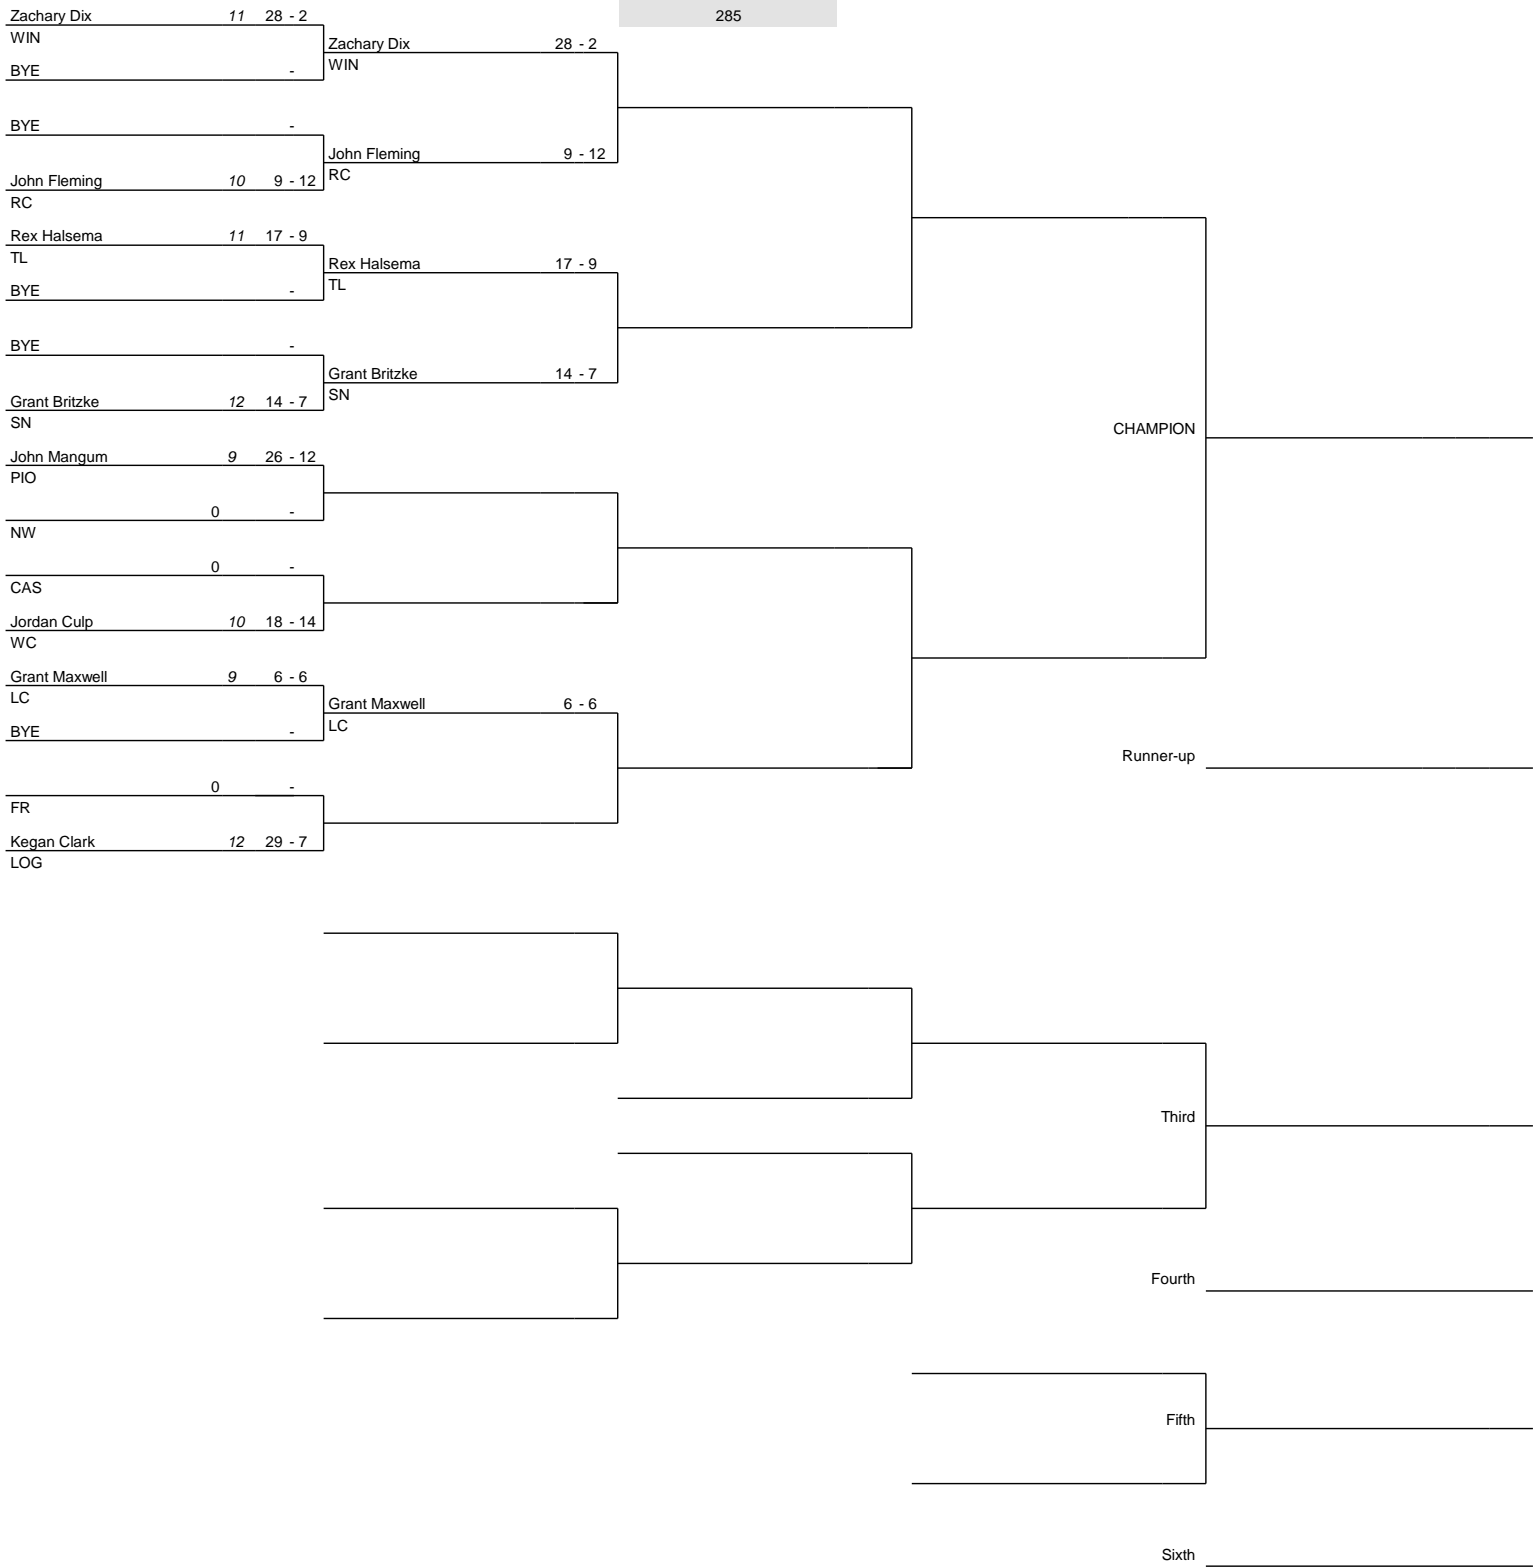 Zachary Dix 11 28 - 2
285
WIN
Zachary Dix 28 - 2
WIN
BYE -
BYE -
John Fleming 9 - 12
RC
John Fleming 10 9 - 12
RC
Rex Halsema 11 17 - 9
TL
Rex Halsema 17 - 9
TL
BYE -
BYE -
Grant Britzke 14 - 7
SN
Grant Britzke 12 14 - 7
SN
CHAMPION
John Mangum 9 26 - 12
PIO
0 -
NW
0 -
CAS
Jordan Culp 10 18 - 14
WC
Grant Maxwell 9 6 - 6
LC
Grant Maxwell 6 - 6
LC
BYE -
Runner-up
0 -
FR
Kegan Clark 12 29 - 7
LOG
Third
Fourth
Fifth
Sixth